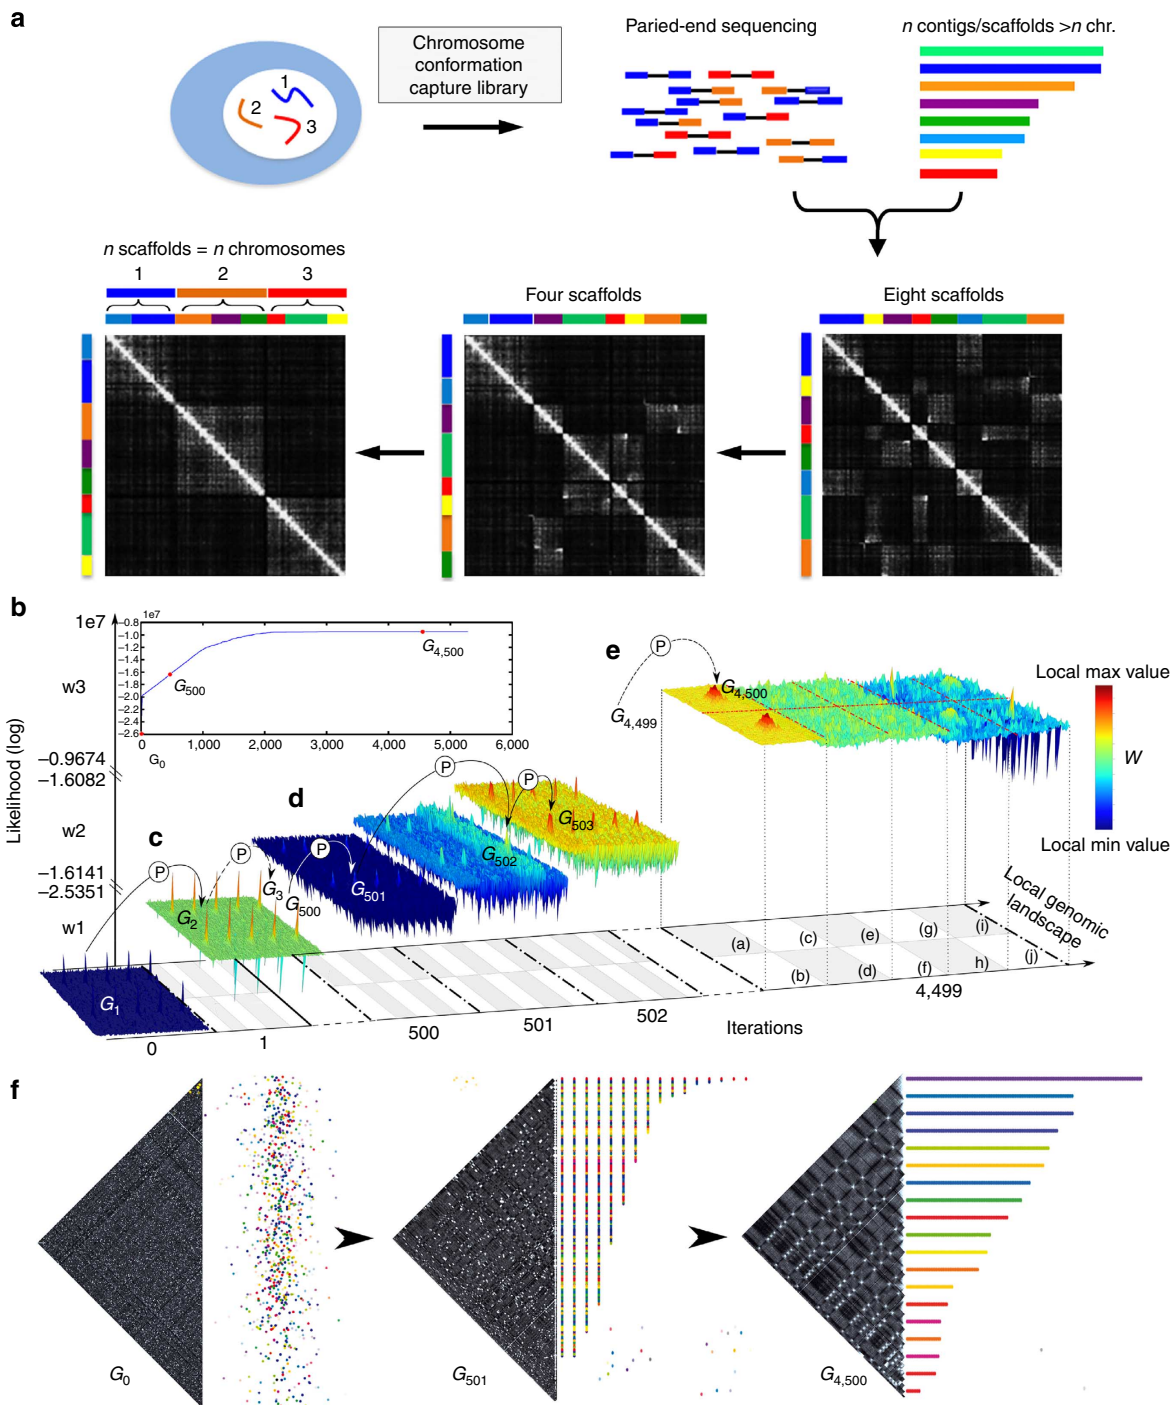 a
Chromosome
conformation
capture library
Paried-end sequencing
n contigs/scaffolds >n chr.
1
2
3
n scaffolds = n chromosomes
1 2 3
Four scaffolds
Eight scaffolds
b
1e7
w3
−0.9674
−1.6082
w2
−1.6141
−2.5351
w1
Likelihood (log)
1e7
−0.8
−1.0
−1.2
−1.4
−1.6
−1.8
−2.0
−2.2
−2.4
−2.6
0 1,000 2,000 3,000 4,000 5,000 6,000
G0
G500
G4,500
c
P
P
G1
G2
G3
G500
P
G501
d
P
P
G502
G503
e
P
G4,499
G4,500
Local max value
W
Local min value
Local genomic
landscape
(a) (c) (e) (g) (i)
(b) (d) (f) h) (j)
0 1 500 501 502 4,499
Iterations
f
G0
G501
G4,500